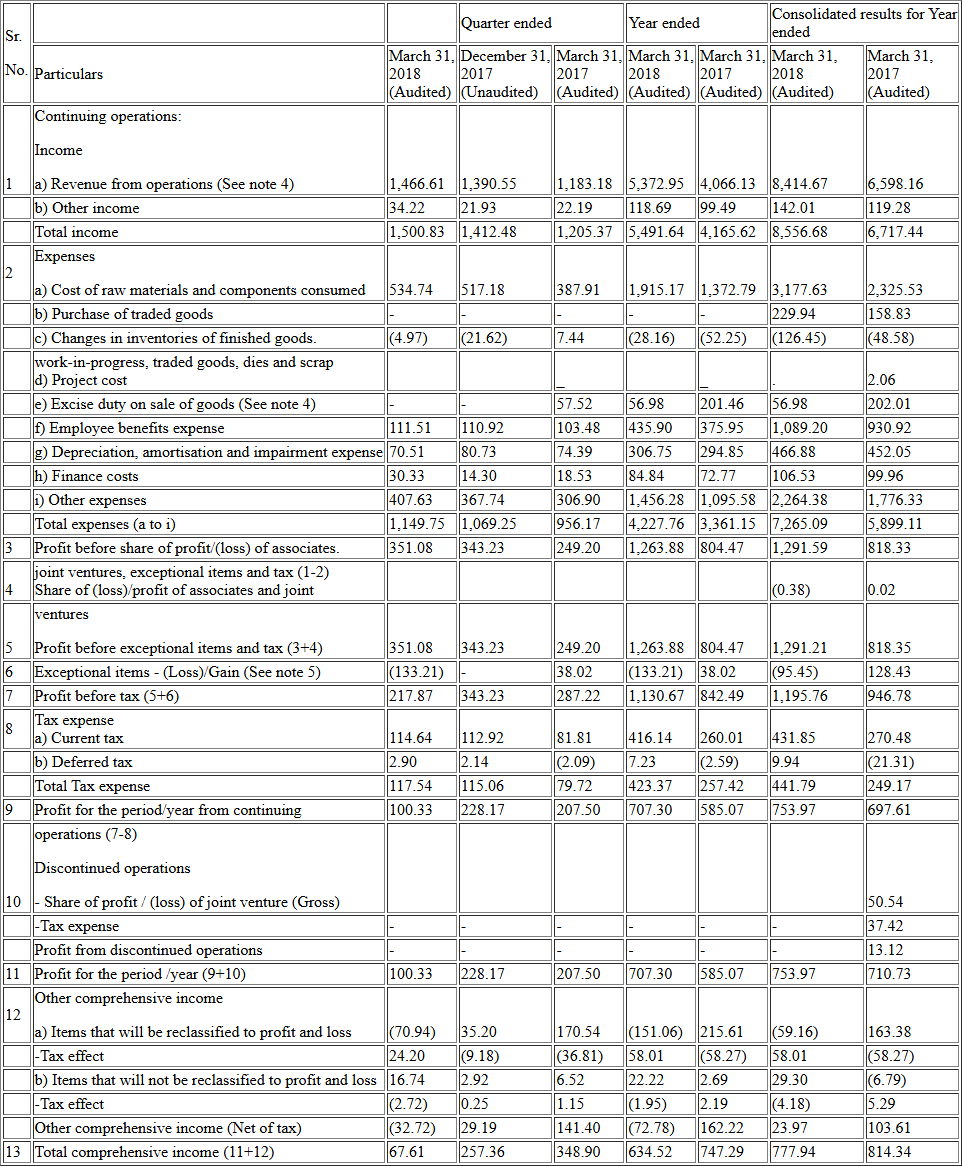 Sr. No. Particulars
Quarter ended Year ended Consolidated results for Year ended
March 31, 2018 (Audited) December 31, 2017 (Unaudited) March 31, 2017 (Audited) March 31, 2018 (Audited) March 31, 2017 (Audited) March 31, 2018 (Audited) March 31, 2017 (Audited)
Continuing operations:
Income
1 a) Revenue from operations (See note 4) 1,466.61 1,390.55 1,183.18 5,372.95 4,066.13 8,414.67 6,598.16
b) Other income 34.22 21.93 22.19 118.69 99.49 142.01 119.28
Total income 1,500.83 1,412.48 1,205.37 5,491.64 4,165.62 8,556.68 6,717.44
2 Expenses
a) Cost of raw materials and components consumed 534.74 517.18 387.91 1,915.17 1,372.79 3,177.63 2,325.53
b) Purchase of traded goods - - - - - 229.94 158.83
c) Changes in inventories of finished goods. (4.97) (21.62) 7.44 (28.16) (52.25) (126.45) (48.58)
work-in-progress, traded goods, dies and scrap
d) Project cost _ _ . 2.06
e) Excise duty on sale of goods (See note 4) - - 57.52 56.98 201.46 56.98 202.01
f) Employee benefits expense 111.51 110.92 103.48 435.90 375.95 1,089.20 930.92
g) Depreciation, amortisation and impairment expense 70.51 80.73 74.39 306.75 294.85 466.88 452.05
h) Finance costs 30.33 14.30 18.53 84.84 72.77 106.53 99.96
i) Other expenses 407.63 367.74 306.90 1,456.28 1,095.58 2,264.38 1,776.33
Total expenses (a to i) 1,149.75 1,069.25 956.17 4,227.76 3,361.15 7,265.09 5,899.11
3 Profit before share of profit/(loss) of associates. 351.08 343.23 249.20 1,263.88 804.47 1,291.59 818.33
joint ventures, exceptional items and tax (1-2)
4 Share of (loss)/profit of associates and joint (0.38) 0.02
ventures
5 Profit before exceptional items and tax (3+4) 351.08 343.23 249.20 1,263.88 804.47 1,291.21 818.35
6 Exceptional items - (Loss)/Gain (See note 5) (133.21) - 38.02 (133.21) 38.02 (95.45) 128.43
7 Profit before tax (5+6) 217.87 343.23 287.22 1,130.67 842.49 1,195.76 946.78
8 Tax expense
a) Current tax 114.64 112.92 81.81 416.14 260.01 431.85 270.48
b) Deferred tax 2.90 2.14 (2.09) 7.23 (2.59) 9.94 (21.31)
Total Tax expense 117.54 115.06 79.72 423.37 257.42 441.79 249.17
9 Profit for the period/year from continuing 100.33 228.17 207.50 707.30 585.07 753.97 697.61
operations (7-8)
Discontinued operations
10 - Share of profit / (loss) of joint venture (Gross) 50.54
-Tax expense - - - - - - 37.42
Profit from discontinued operations - - - - - - 13.12
11 Profit for the period /year (9+10) 100.33 228.17 207.50 707.30 585.07 753.97 710.73
12 Other comprehensive income
a) Items that will be reclassified to profit and loss (70.94) 35.20 170.54 (151.06) 215.61 (59.16) 163.38
-Tax effect 24.20 (9.18) (36.81) 58.01 (58.27) 58.01 (58.27)
b) Items that will not be reclassified to profit and loss 16.74 2.92 6.52 22.22 2.69 29.30 (6.79)
-Tax effect (2.72) 0.25 1.15 (1.95) 2.19 (4.18) 5.29
Other comprehensive income (Net of tax) (32.72) 29.19 141.40 (72.78) 162.22 23.97 103.61
13 Total comprehensive income (11+12) 67.61 257.36 348.90 634.52 747.29 777.94 814.34